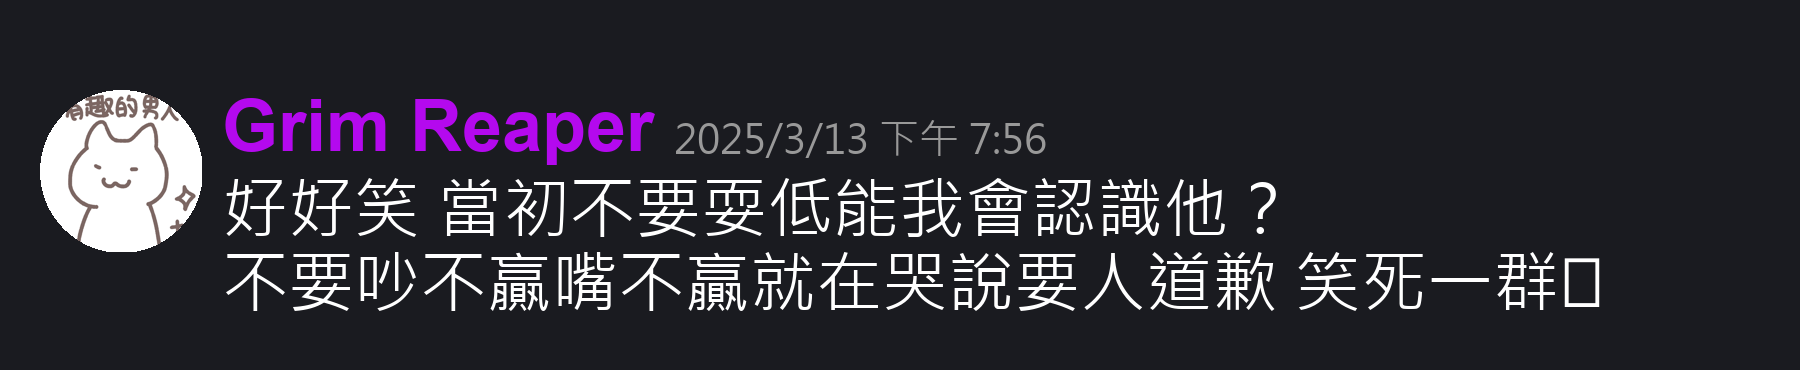 有趣的男人
Grim Reaper 2025/3/13 下午 7:56
好好笑 當初不要耍低能我會認識他？
不要吵不贏嘴不贏就在哭說要人道歉 笑死一群